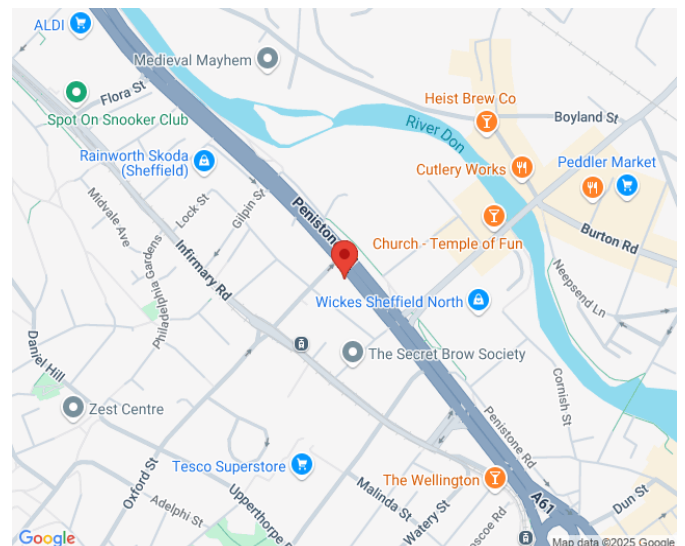 ALDI
Medieval Mayhem
Flora St
Heist Brew Co
Boyland St
Spot On Snooker Club
River Don
Rainworth Skoda
(Sheffield)
Cutlery Works
Peddler Market
Lock St
Gilpin St
Midvale Ave
Philadelphia Gardens
Infirmary Rd
Penistone
Church - Temple of Fun
Burton Rd
Neepsend Ln
Wickes Sheffield North
Daniel Hill
The Secret Brow Society
Cornish St
Zest Centre
Penistone Rd
Oxford St
Tesco Superstore
The Wellington
Adelphi St
Upperthorpe
Malinda St
Watery St
A61
Dun St
Google
Map data ©2025 Google